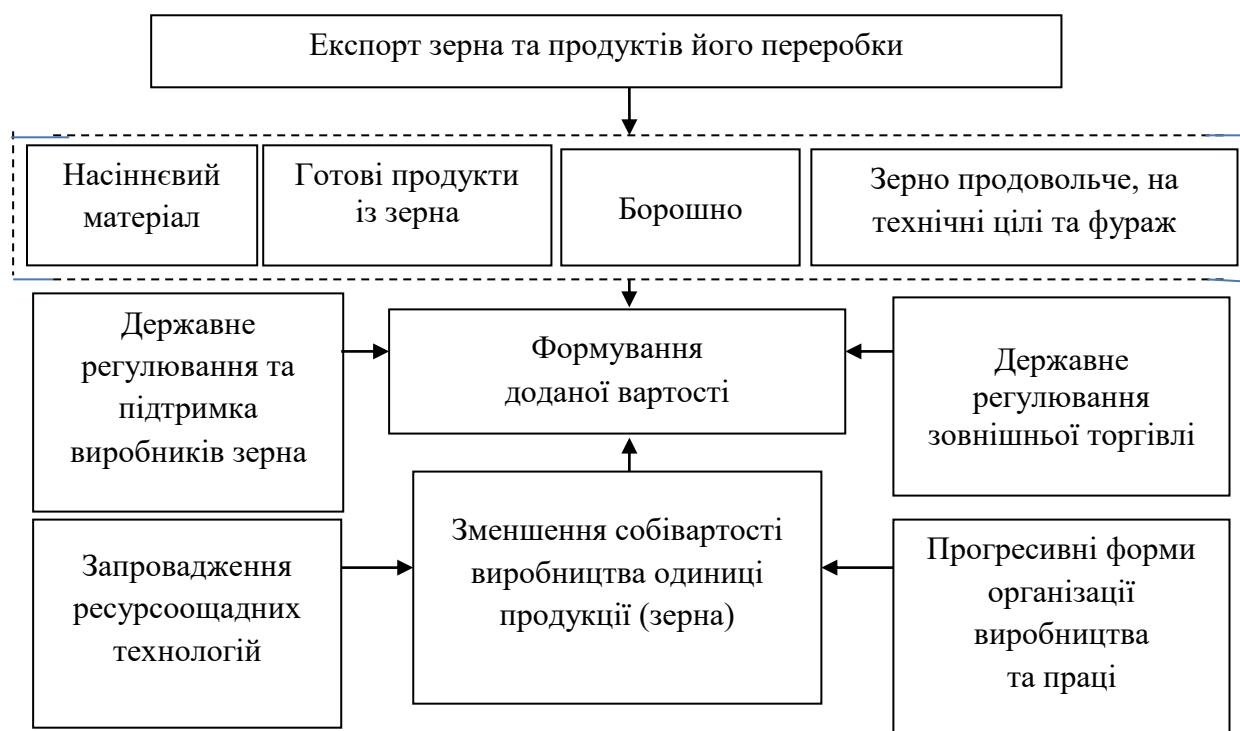 Експорт зерна та продуктів його переробки
Насіннєвий
матеріал
Готові продукти
із зерна
Борошно
Зерно продовольче, на
технічні цілі та фураж
Державне
регулювання та
підтримка
виробників зерна
Формування
доданої вартості
Державне
регулювання
зовнішньої торгівлі
Запровадження
ресурсоощадних
технологій
Зменшення собівартості
виробництва одиниці
продукції (зерна)
Прогресивні форми
організації
виробництва
та праці